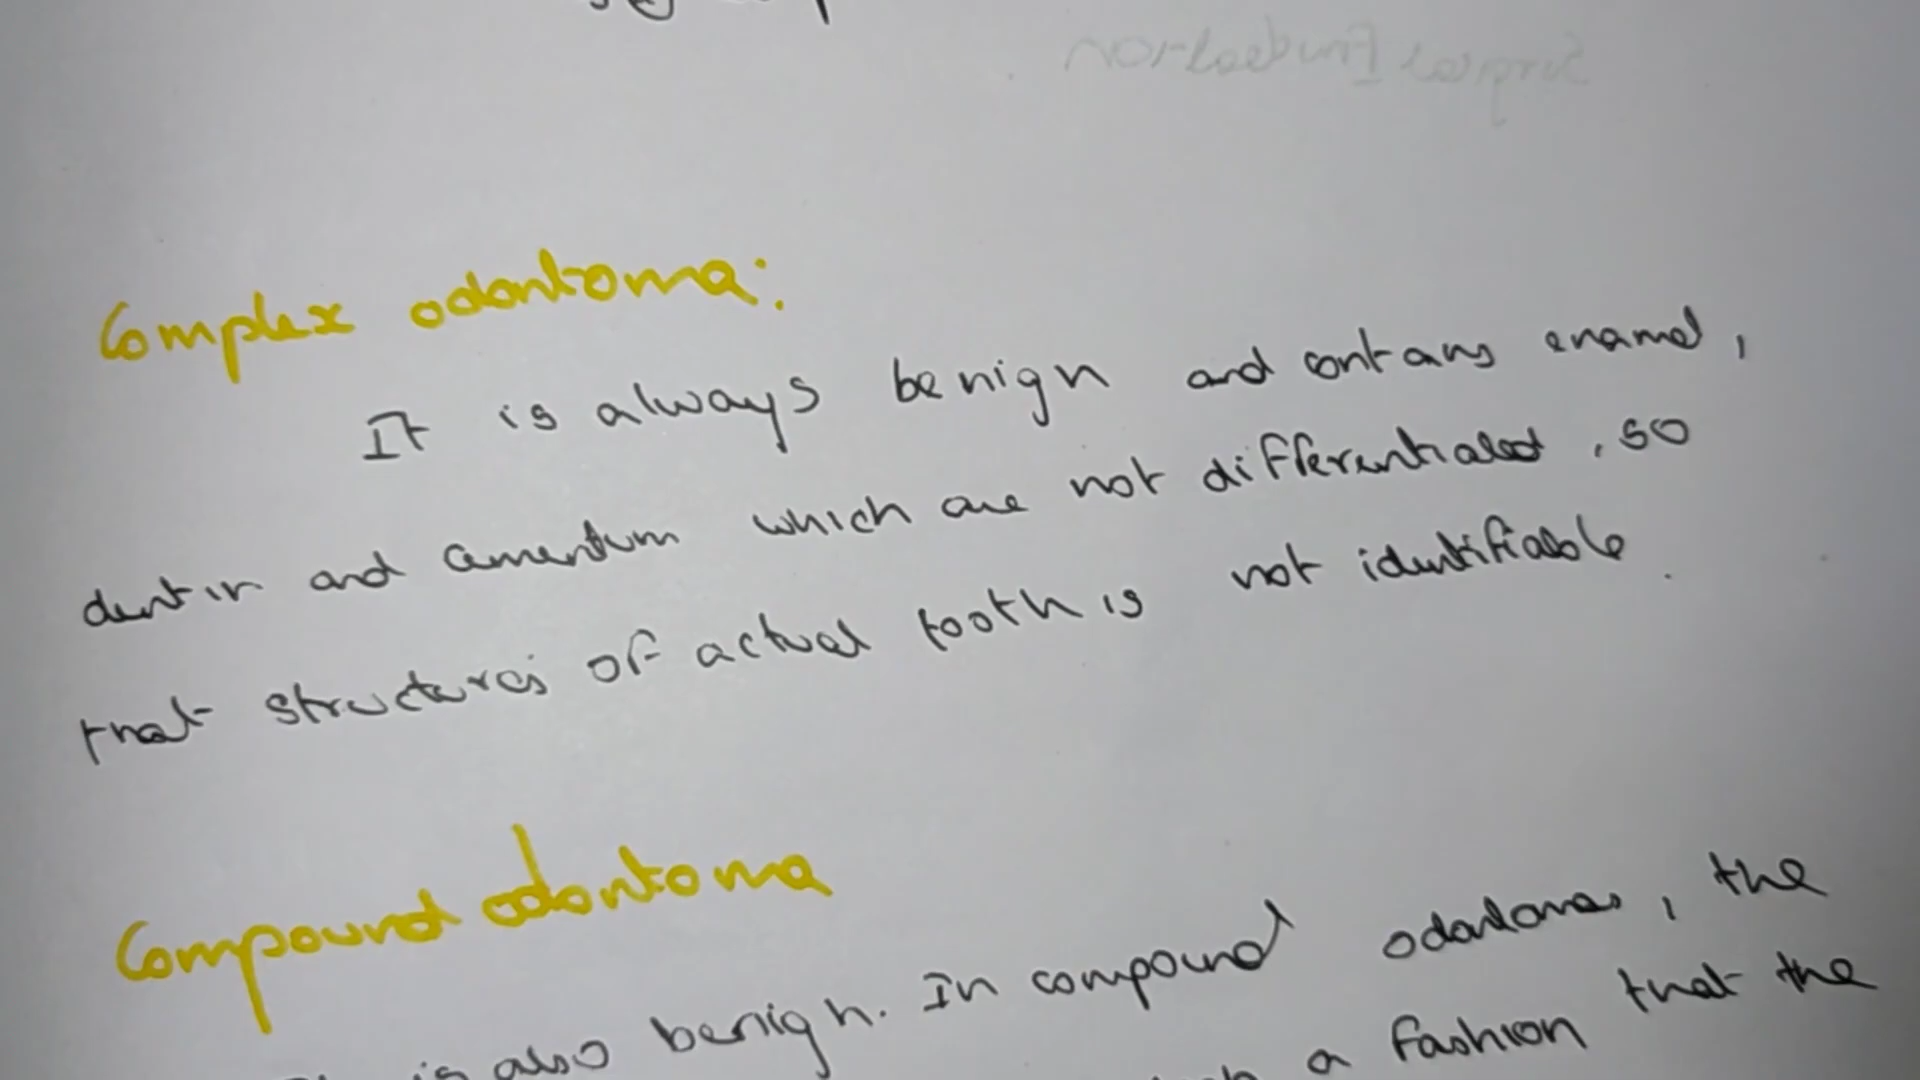 Complex odontoma:
It is always benign and contans enamel,
dentin and cementum which are not differentiated, so
that structures of actual tooth is not identifiable.
Compound odontoma
is also benign. In compound odontomas, the
a fashion that the